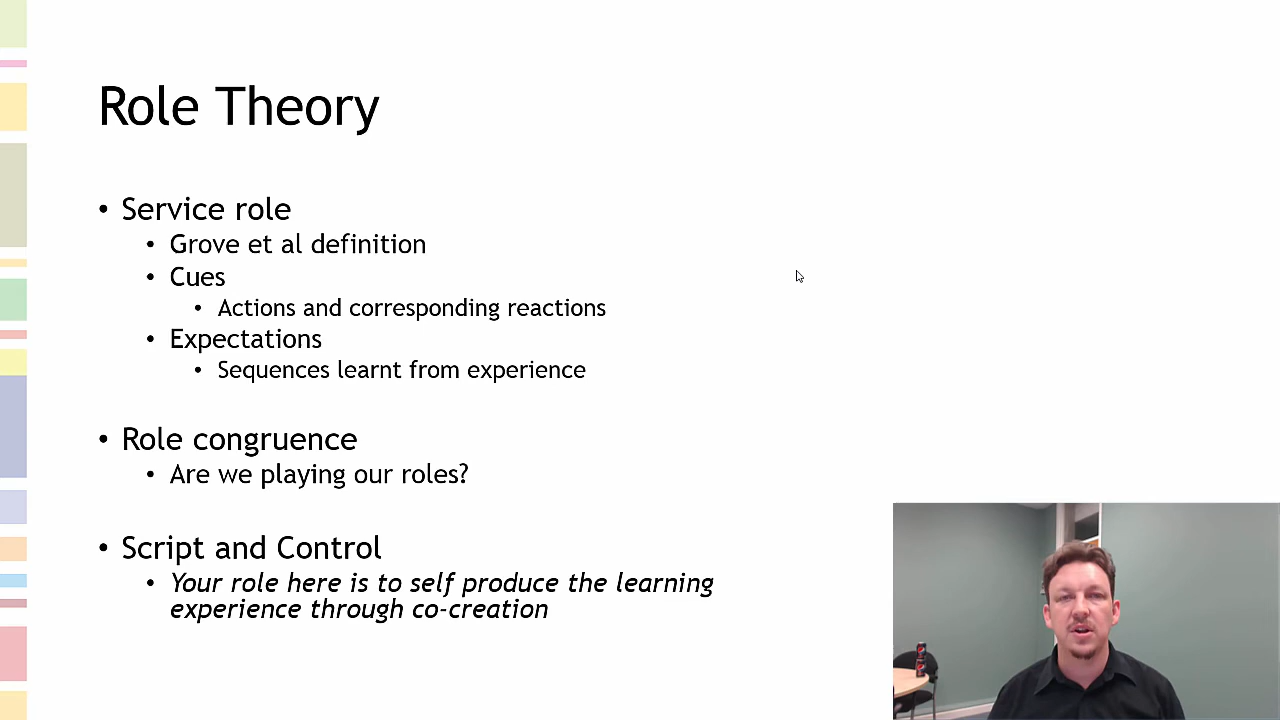 Role Theory
• Service role
• Grove et al definition
• Cues
• Actions and corresponding reactions
• Expectations
• Sequences learnt from experience
• Role congruence
• Are we playing our roles?
• Script and Control
• Your role here is to self produce the learning
experience through co-creation